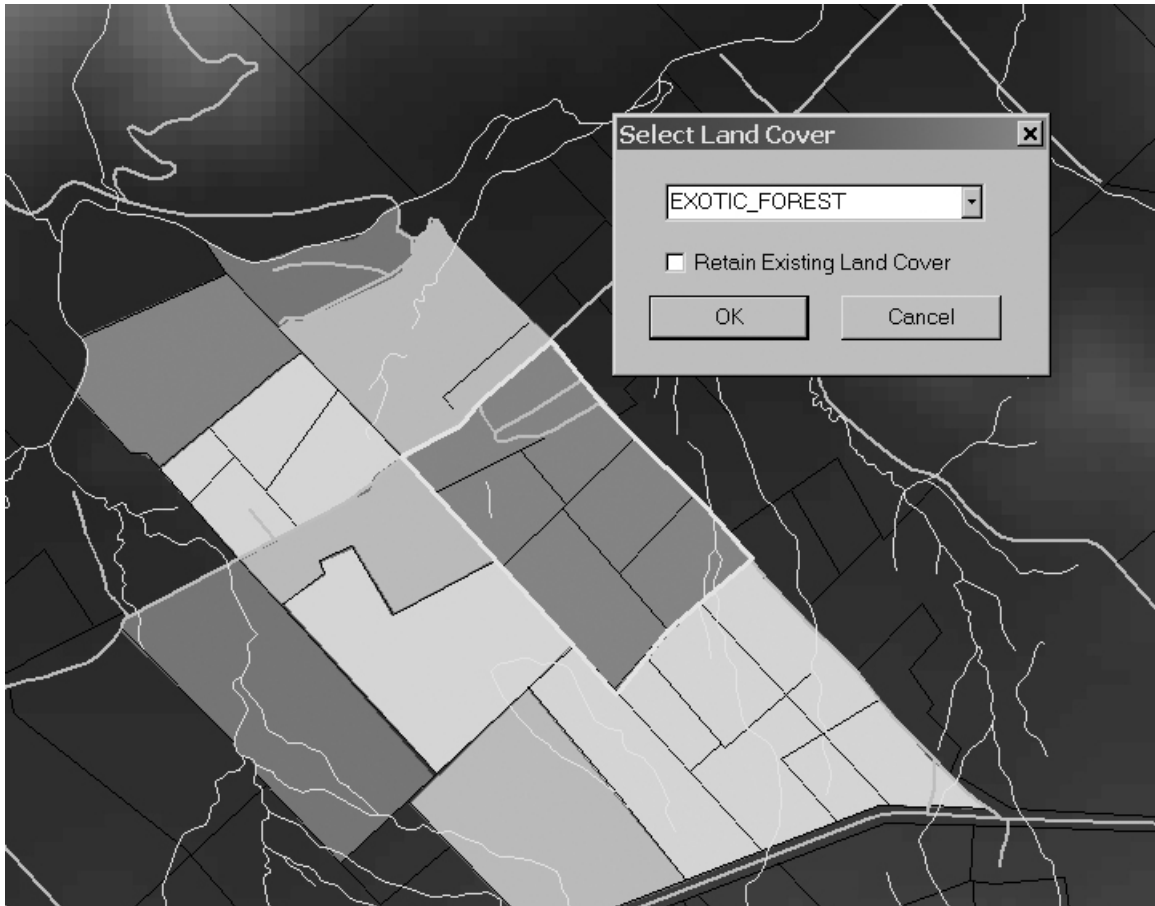 Select Land Cover
EXOTIC_FOREST
Retain Existing Land Cover
OK
Cancel